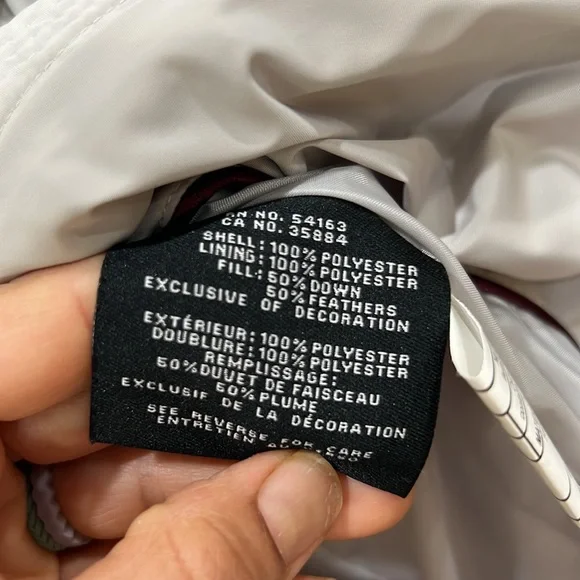 RN NO. 54163
CA NO. 35884
SHELL: 100% POLYESTER
LINING: 100% POLYESTER
FILL: 50% DOWN
50% FEATHERS
EXCLUSIVE OF DECORATION
EXTÉRIEUR: 100% POLYESTER
DOUBLURE: 100% POLYESTER
REMPLISSAGE:
50% DUVET DE FAISCEAU
50% PLUME
EXCLUSIF DE LA DÉCORATION
SEE REVERSE FOR CARE
ENTRETIEN AU